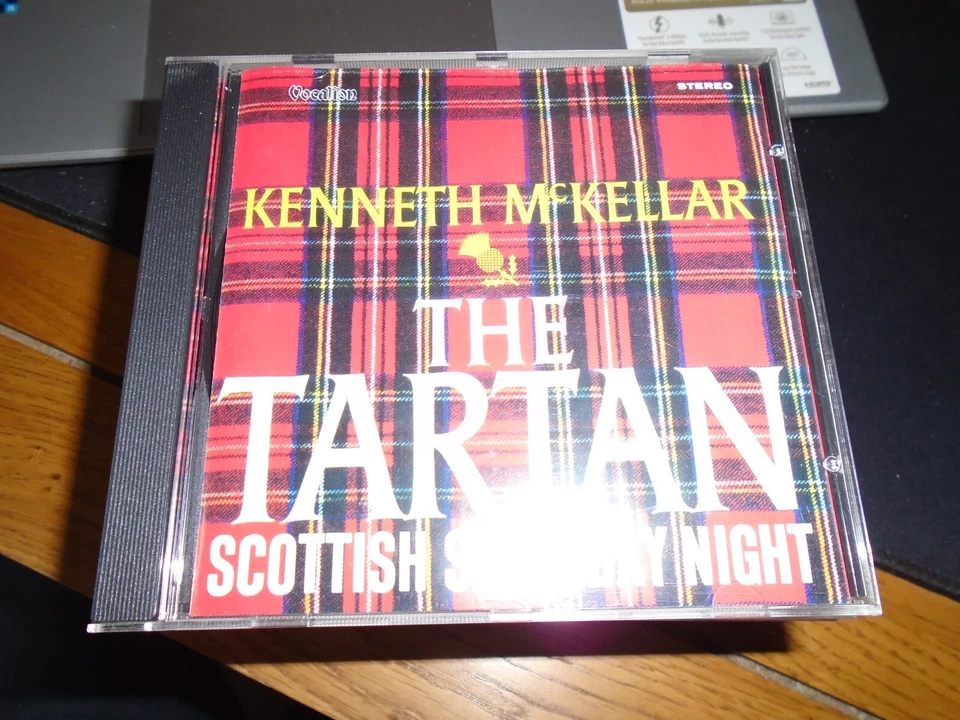 Vocalion
STEREO
KENNETH McKELLAR
THE
TARTAN
SCOTTISH NIGHT